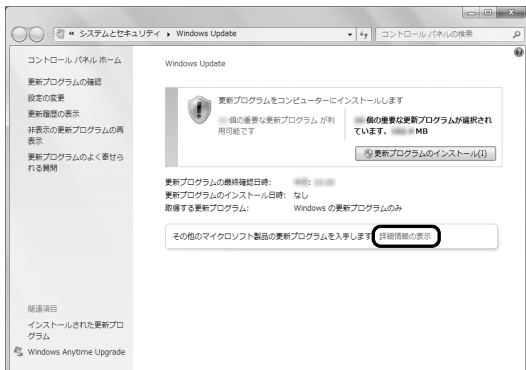 « システムとセキュリティ ▸ Windows Update
コントロール パネルの検索
コントロール パネル ホーム
更新プログラムの確認
設定の変更
更新履歴の表示
非表示の更新プログラムの再
表示
更新プログラムのよく寄せら
れる質問
Windows Update
更新プログラムをコンピューターにインストールします
個の重要な更新プログラム が利
用可能です
個の重要な更新プログラムが選択され
ています、 MB
更新プログラムのインストール(I)
更新プログラムの最終確認日時:
更新プログラムのインストール日時: なし
取得する更新プログラム: Windows の更新プログラムのみ
その他のマイクロソフト製品の更新プログラムを入手します 詳細情報の表示
関連項目
インストールされた更新プロ
グラム
Windows Anytime Upgrade